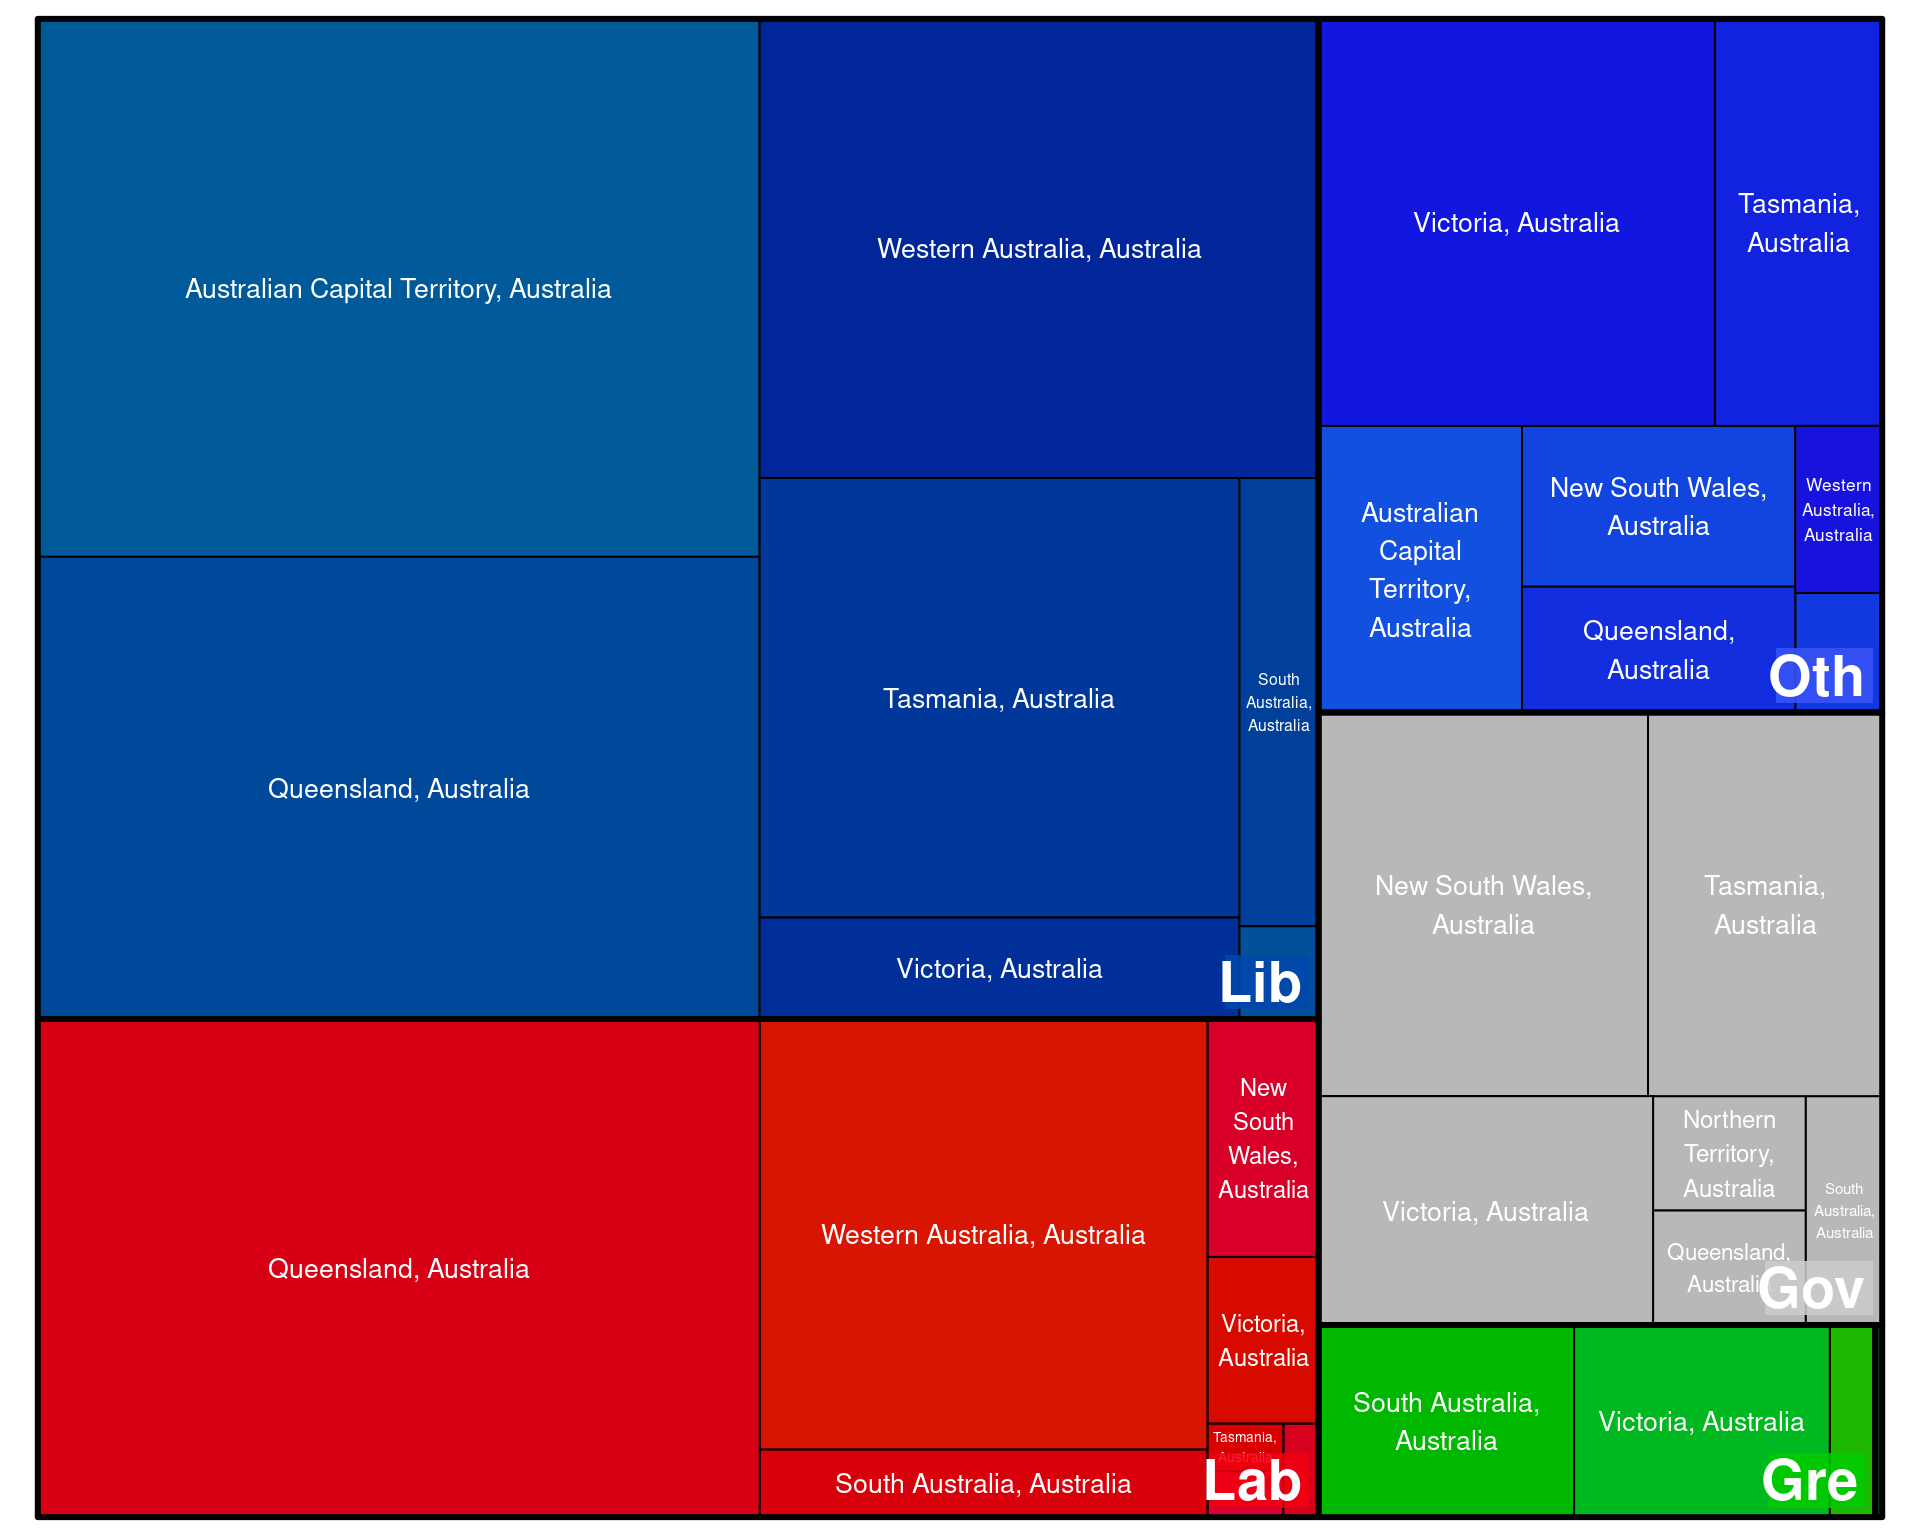 Australian Capital Territory, Australia
Western Australia, Australia
Queensland, Australia
Tasmania, Australia
South
Australia,
Australia
Victoria, Australia
Lib
Queensland, Australia
Western Australia, Australia
South Australia, Australia
New
South
Wales,
Australia
Victoria,
Australia
Tasmania,
Australia
Lab
Victoria, Australia
Tasmania,
Australia
Australian
Capital
Territory,
Australia
New South Wales,
Australia
Queensland,
Australia
Western
Australia,
Australia
Oth
New South Wales,
Australia
Tasmania,
Australia
Victoria, Australia
Northern
Territory,
Australia
Queensland,
Australia
South
Australia,
Australia
Gov
South Australia,
Australia
Victoria, Australia
Gre